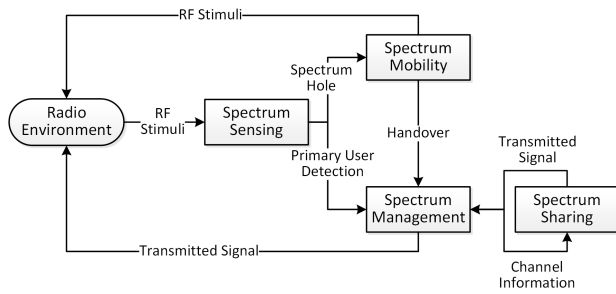 RF Stimuli
Spectrum
Mobility
Spectrum
Hole
Radio
Environment
RF
Stimuli
Spectrum
Sensing
Handover
Primary User
Detection
Transmitted
Signal
Spectrum
Management
Spectrum
Sharing
Transmitted Signal
Channel
Information